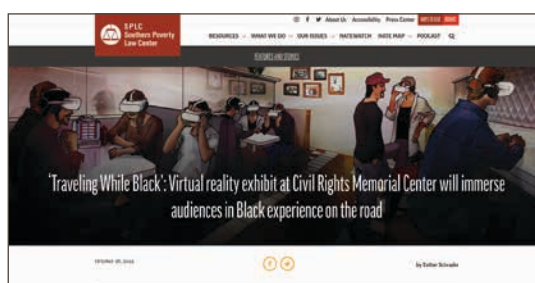 About Us Accessibility Press Center
SPLC
Southern Poverty
Law Center
RESOURCES WHAT WE DO OUR ISSUES HATEWATCH HATE MAP PODCAST
FEATURES AND STORIES
'Traveling While Black': Virtual reality exhibit at Civil Rights Memorial Center will immerse
audiences in Black experience on the road
by Esther Schrader